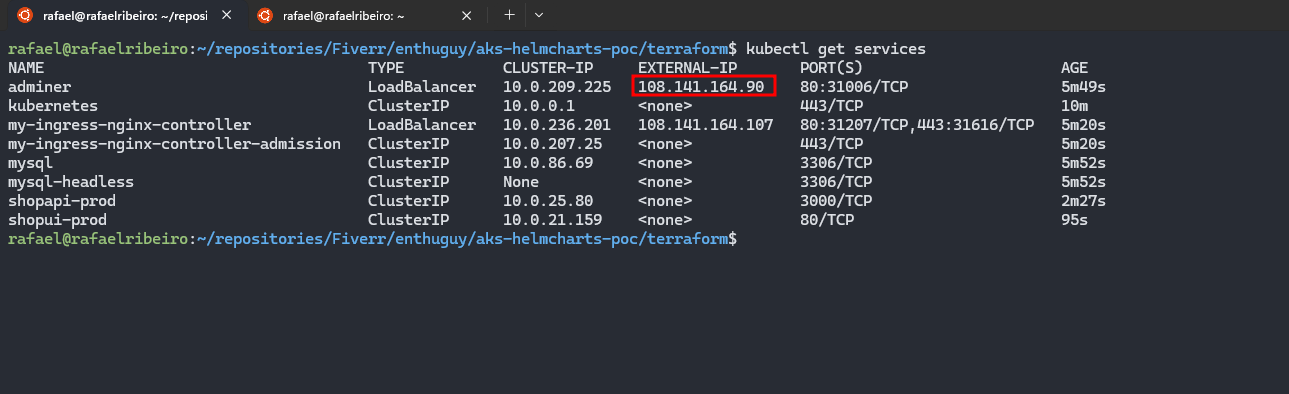 rafael@rafaelribeiro: ~/reposi
rafael@rafaelribeiro: ~
rafael@rafaelribeiro:~/repositories/Fiverr/enthuguy/aks-helmcharts-poc/terraform$ kubectl get services
NAME TYPE CLUSTER-IP EXTERNAL-IP PORT(S) AGE
adminer LoadBalancer 10.0.209.225 108.141.164.90 80:31006/TCP 5m49s
kubernetes ClusterIP 10.0.0.1 <none> 443/TCP 10m
my-ingress-nginx-controller LoadBalancer 10.0.236.201 108.141.164.107 80:31207/TCP,443:31616/TCP 5m20s
my-ingress-nginx-controller-admission ClusterIP 10.0.207.25 <none> 443/TCP 5m20s
mysql ClusterIP 10.0.86.69 <none> 3306/TCP 5m52s
mysql-headless ClusterIP None <none> 3306/TCP 5m52s
shopapi-prod ClusterIP 10.0.25.80 <none> 3000/TCP 2m27s
shopui-prod ClusterIP 10.0.21.159 <none> 80/TCP 95s
rafael@rafaelribeiro:~/repositories/Fiverr/enthuguy/aks-helmcharts-poc/terraform$